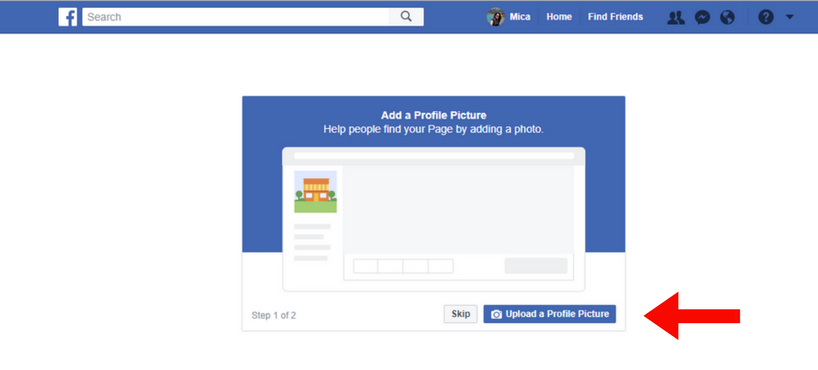 f Search Mica Home Find Friends ?
Add a Profile Picture
Help people find your Page by adding a photo.
Step 1 of 2 Skip Upload a Profile Picture